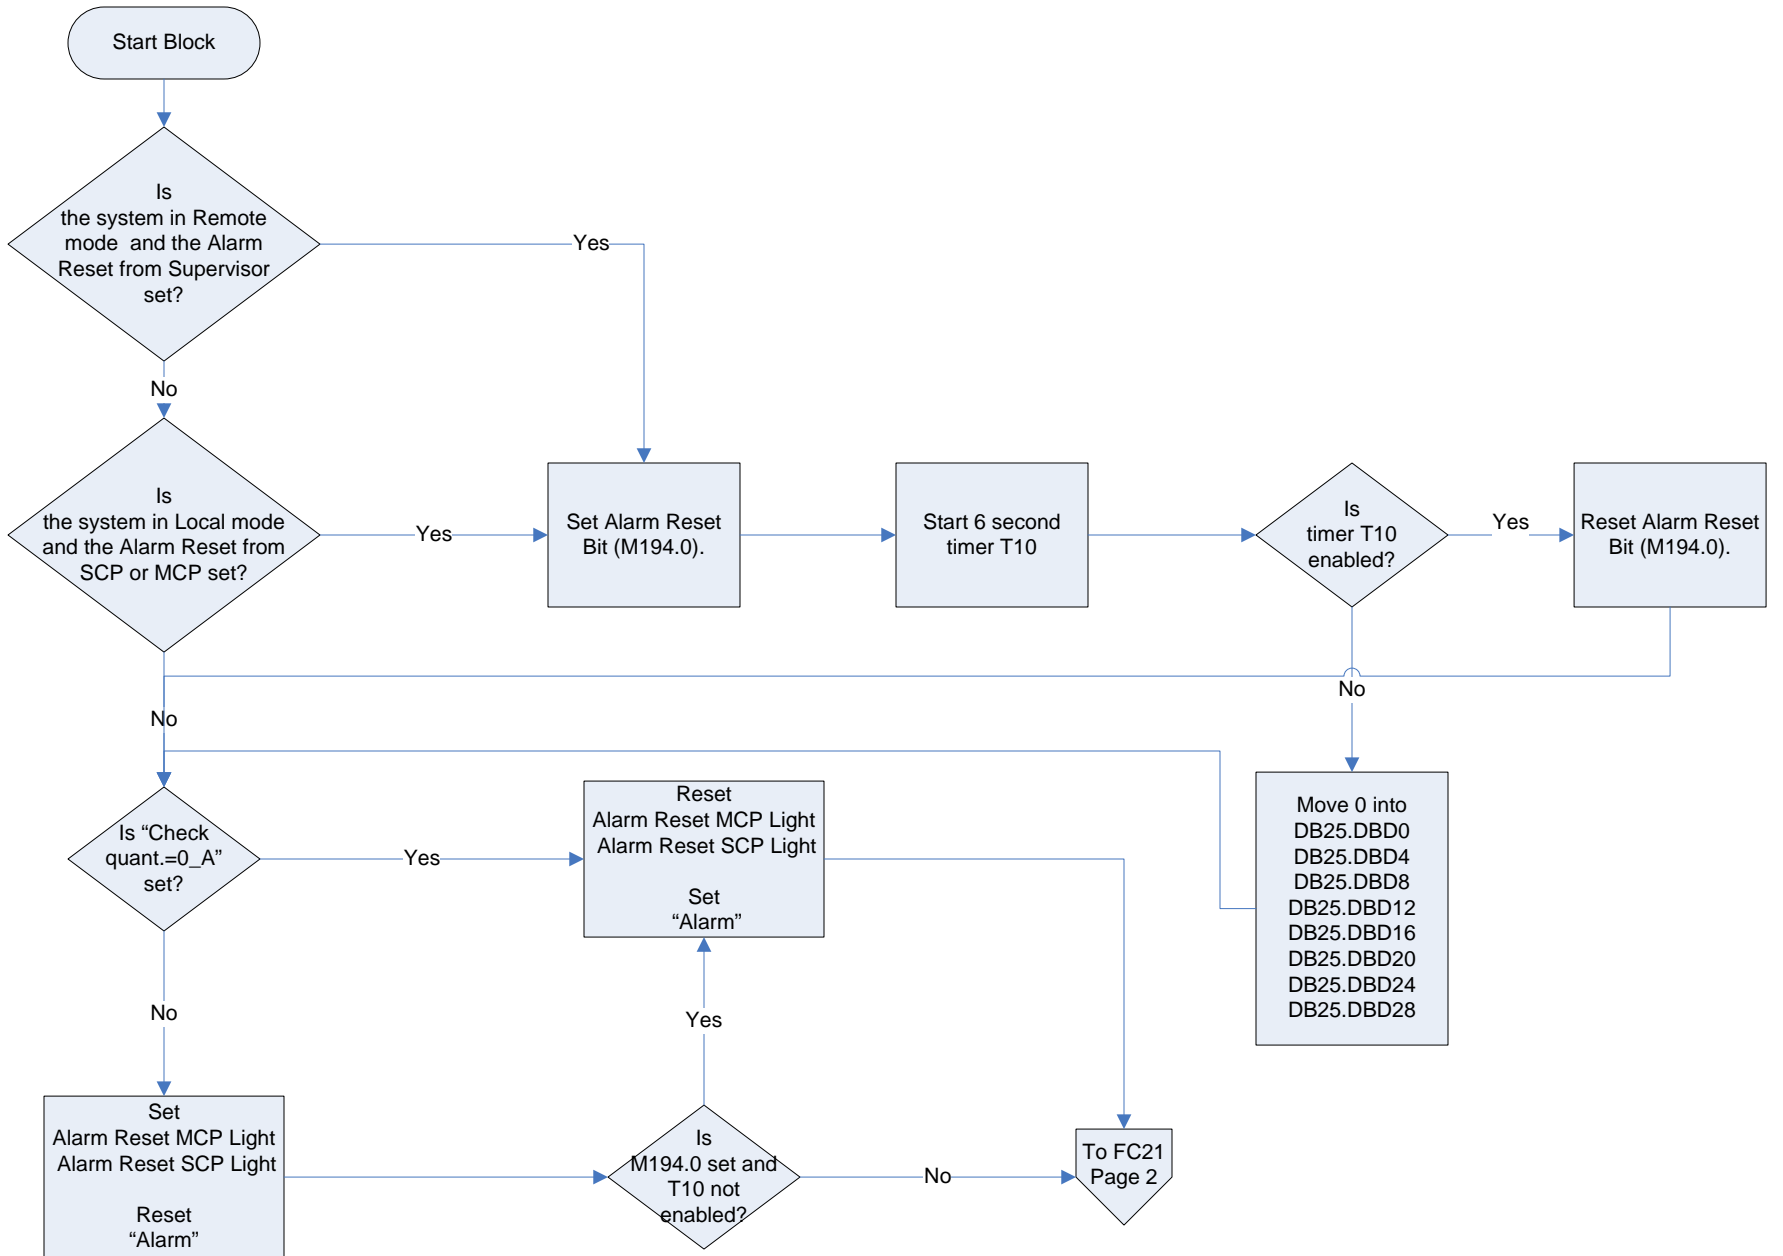 Start Block
Is
the system in Remote
mode and the Alarm
Reset from Supervisor
set?
Yes
No
Is
the system in Local mode
and the Alarm Reset from
SCP or MCP set?
Yes
Set Alarm Reset
Bit (M194.0).
Start 6 second
timer T10
Is
timer T10
enabled?
Yes
Reset Alarm Reset
Bit (M194.0).
No
No
Is “Check
quant.=0_A”
set?
Yes
Reset
Alarm Reset MCP Light
Alarm Reset SCP Light
Set
“Alarm”
Move 0 into
DB25.DBD0
DB25.DBD4
DB25.DBD8
DB25.DBD12
DB25.DBD16
DB25.DBD20
DB25.DBD24
DB25.DBD28
No
Yes
Set
Alarm Reset MCP Light
Alarm Reset SCP Light
Reset
“Alarm”
Is
M194.0 set and
T10 not
enabled?
No
To FC21
Page 2